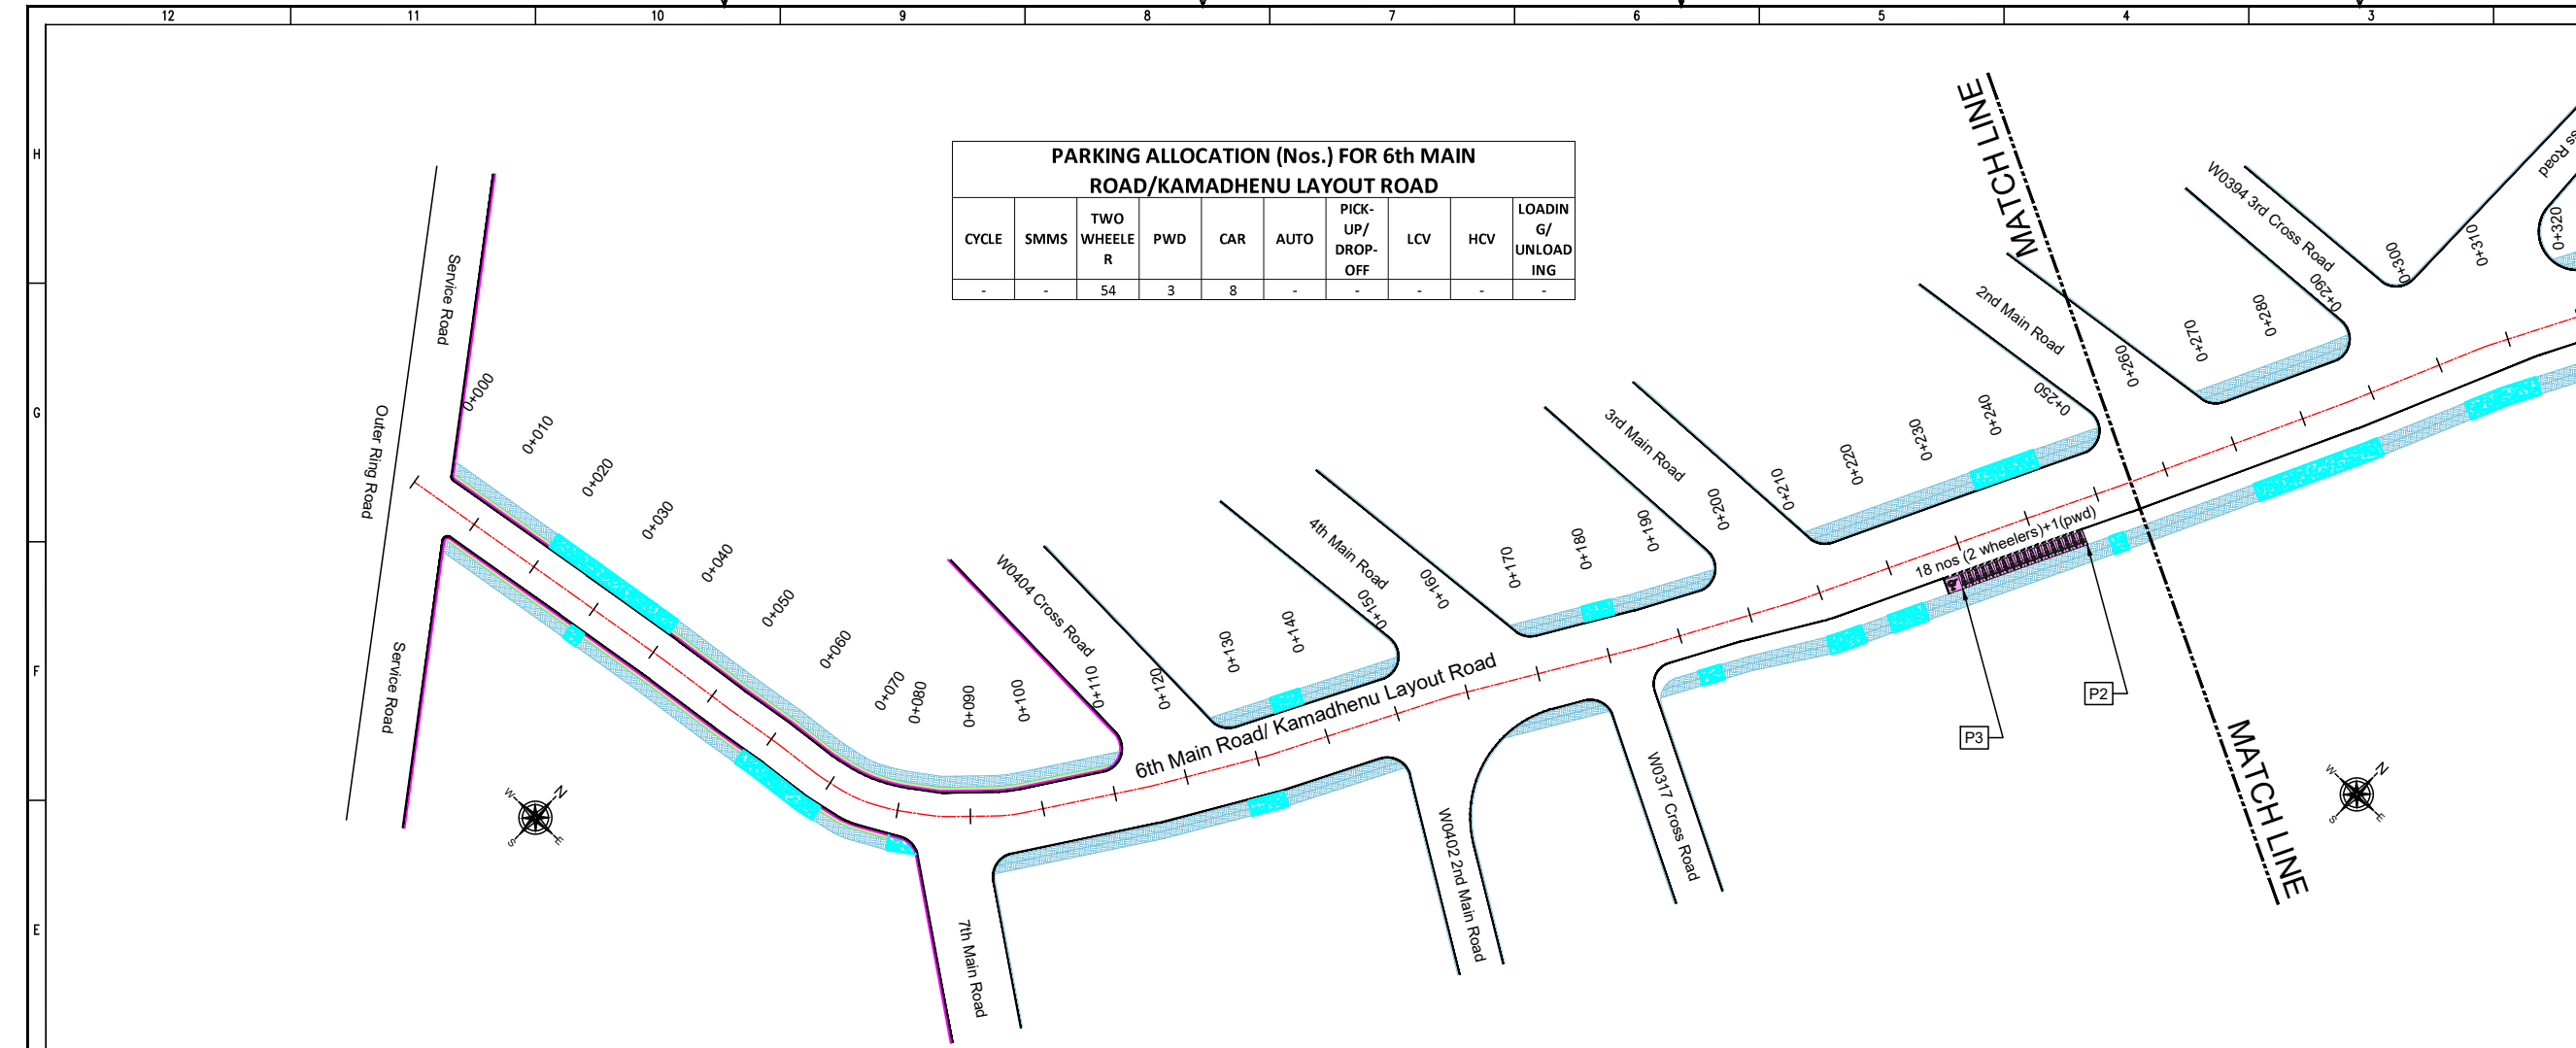 12 11 10 9 8 7 6 5 4 3
H
G
F
E
PARKING ALLOCATION (Nos.) FOR 6th MAIN
ROAD/KAMADHENU LAYOUT ROAD
CYCLE SMMS TWO WHEELE R PWD CAR AUTO PICK- UP/ DROP- OFF LCV HCV LOADIN G/ UNLOAD ING
- - 54 3 8 - - - - -
MATCH LINE
W0394 3rd Cross Road
2nd Main Road
3rd Main Road
4th Main Road
W0404 Cross Road
Service Road
Outer Ring Road
Service Road
0+000
0+010
0+020
0+030
0+040
0+050
0+060
0+070
0+080
0+090
0+100
0+110
0+120
0+130
0+140
0+150
0+160
0+170
0+180
0+190
0+200
0+210
0+220
0+230
0+240
0+250
0+260
0+270
0+280
0+290
0+300
0+310
0+320
18 nos (2 wheelers)+1(pwd)
6th Main Road/ Kamadhenu Layout Road
P2
P3
MATCH LINE
W0317 Cross Road
W0402 2nd Main Road
7th Main Road
W N S E
W N S E